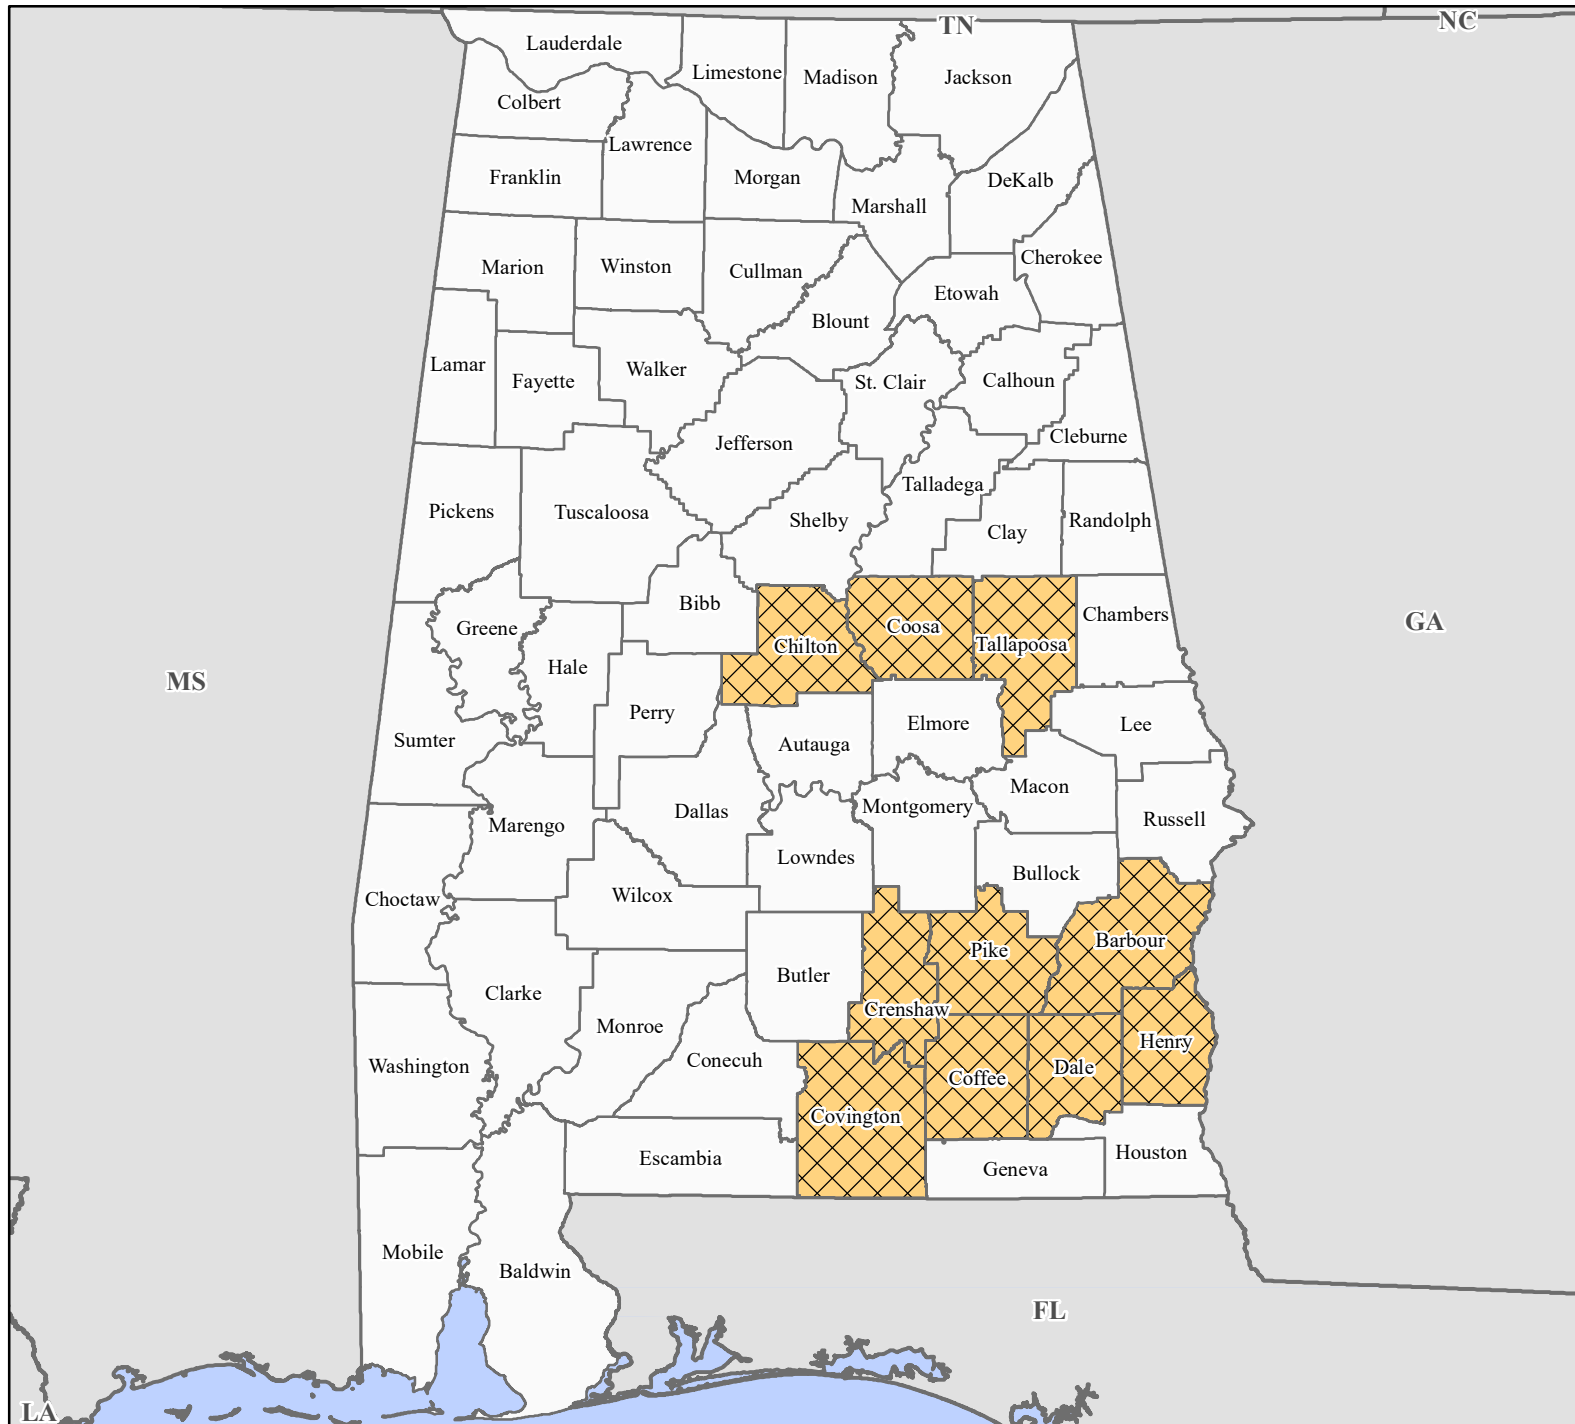 TN
NC
Lauderdale
Limestone
Madison
Jackson
Colbert
Lawrence
Franklin
Morgan
DeKalb
Marshall
Cherokee
Marion
Winston
Cullman
Etowah
Blount
Lamar
Walker
Fayette
St. Clair
Calhoun
Jefferson
Cleburne
Talladega
Pickens
Tuscaloosa
Shelby
Clay
Randolph
Bibb
Chambers
GA
Greene
Coosa
Chilton
Tallapoosa
Hale
MS
Perry
Elmore
Lee
Sumter
Autauga
Macon
Montgomery
Dallas
Russell
Marengo
Lowndes
Bullock
Wilcox
Choctaw
Barbour
Pike
Butler
Clarke
Crenshaw
Monroe
Henry
Conecuh
Washington
Dale
Coffee
Covington
Houston
Escambia
Geneva
Mobile
Baldwin
FL
LA